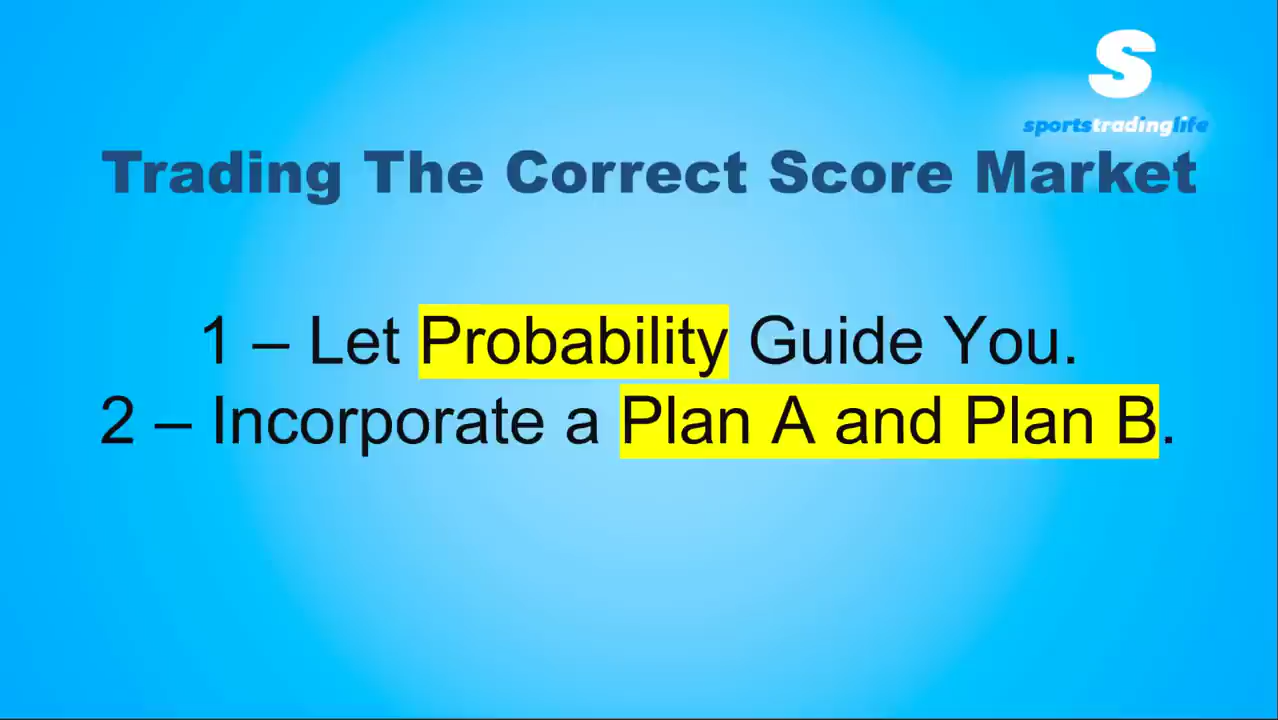 S
sportstradinglife
Trading The Correct Score Market
1 – Let Probability Guide You.
2 – Incorporate a Plan A and Plan B.